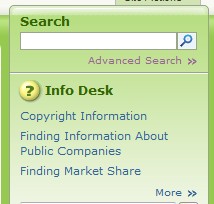 Search
Advanced Search »
? Info Desk
Copyright Information
Finding Information About
Public Companies
Finding Market Share
More »